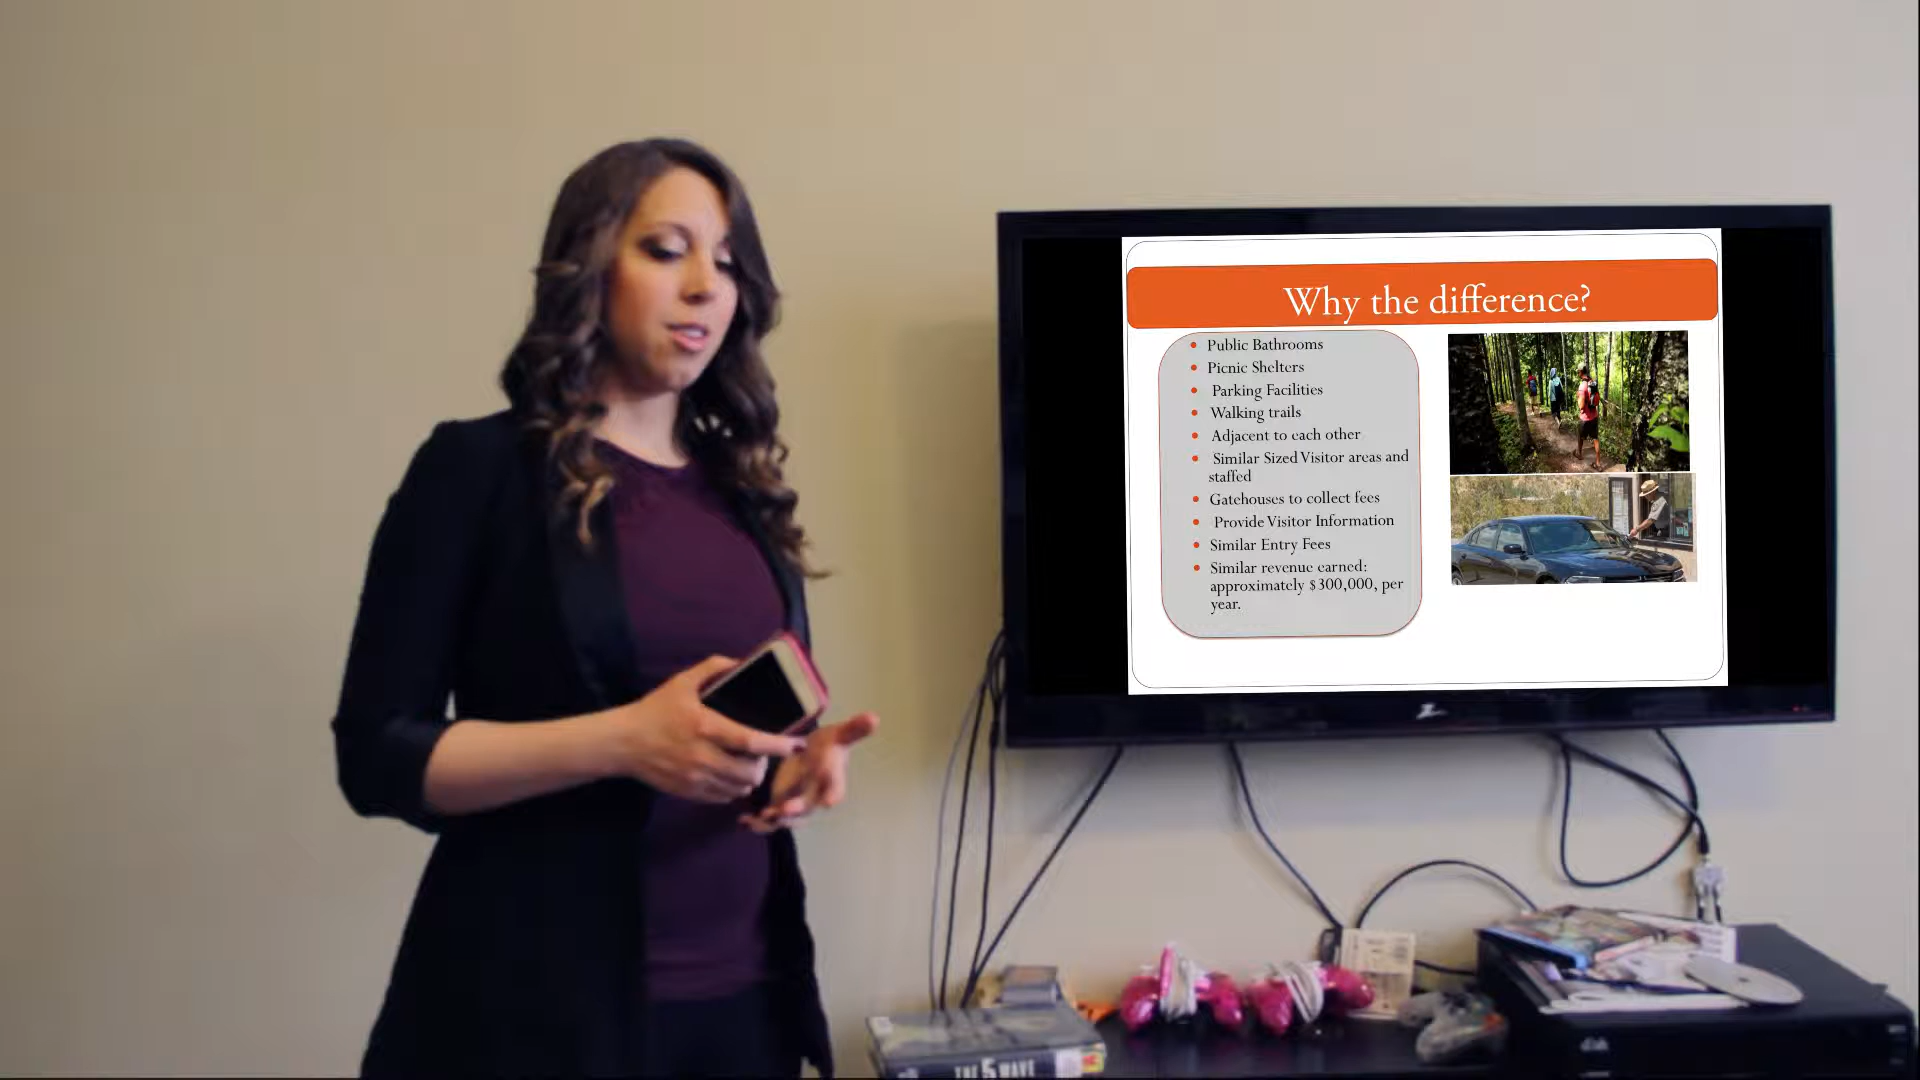 Why the difference?
• Public Bathrooms
• Picnic Shelters
• Parking Facilities
• Walking trails
• Adjacent to each other
• Similar Sized Visitor areas and
staffed
• Gatehouses to collect fees
• Provide Visitor Information
• Similar Entry Fees
• Similar revenue earned:
approximately $300,000, per
year.
dish
THE 5 WAVE